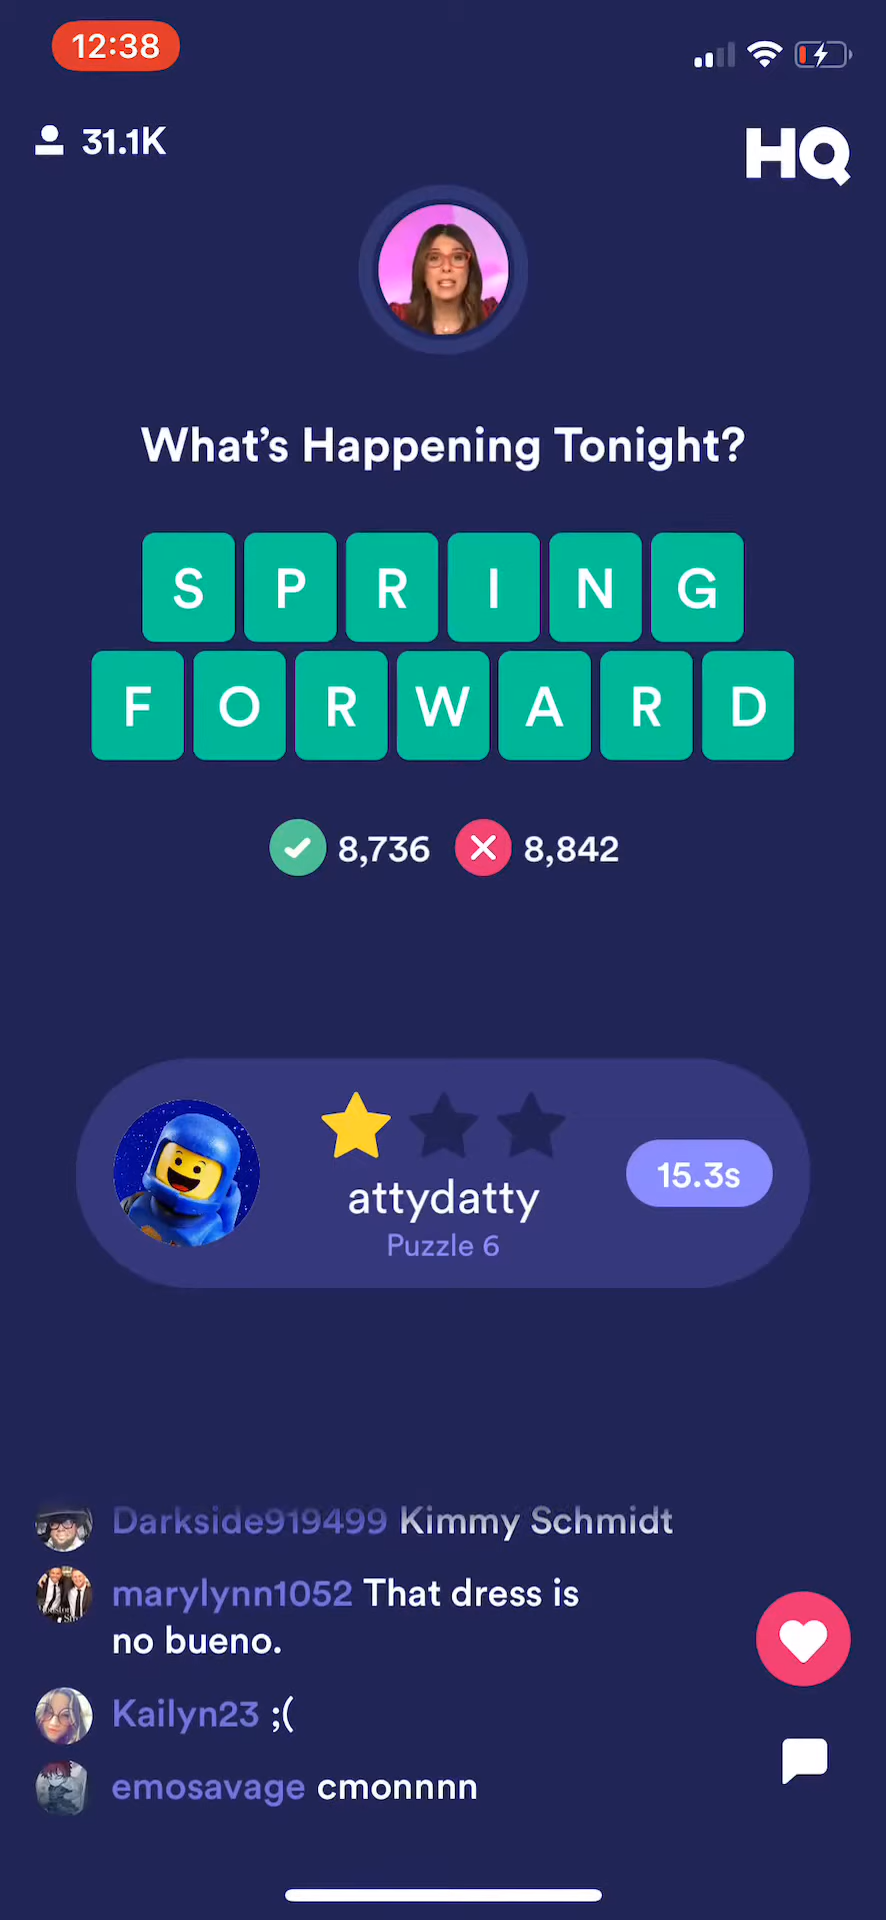 12:38
31.1K
HQ
What's Happening Tonight?
SPRING
FORWARD
8,736 8,842
15.3s
attydatty
Puzzle 6
Darkside919499 Kimmy Schmidt
marylynn1052 That dress is
no bueno.
Kailyn23 ;(
emosavage cmonnnn